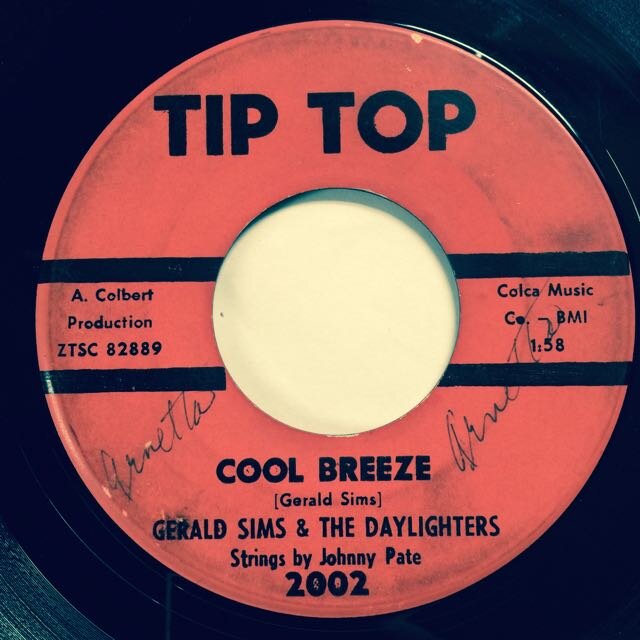 TIP TOP
A. Colbert
Production
ZTSC 82889
Colca Music
Co. – BMI
1:58
Arnetta
Arnetta
COOL BREEZE
[Gerald Sims]
GERALD SIMS & THE DAYLIGHTERS
Strings by Johnny Pate
2002